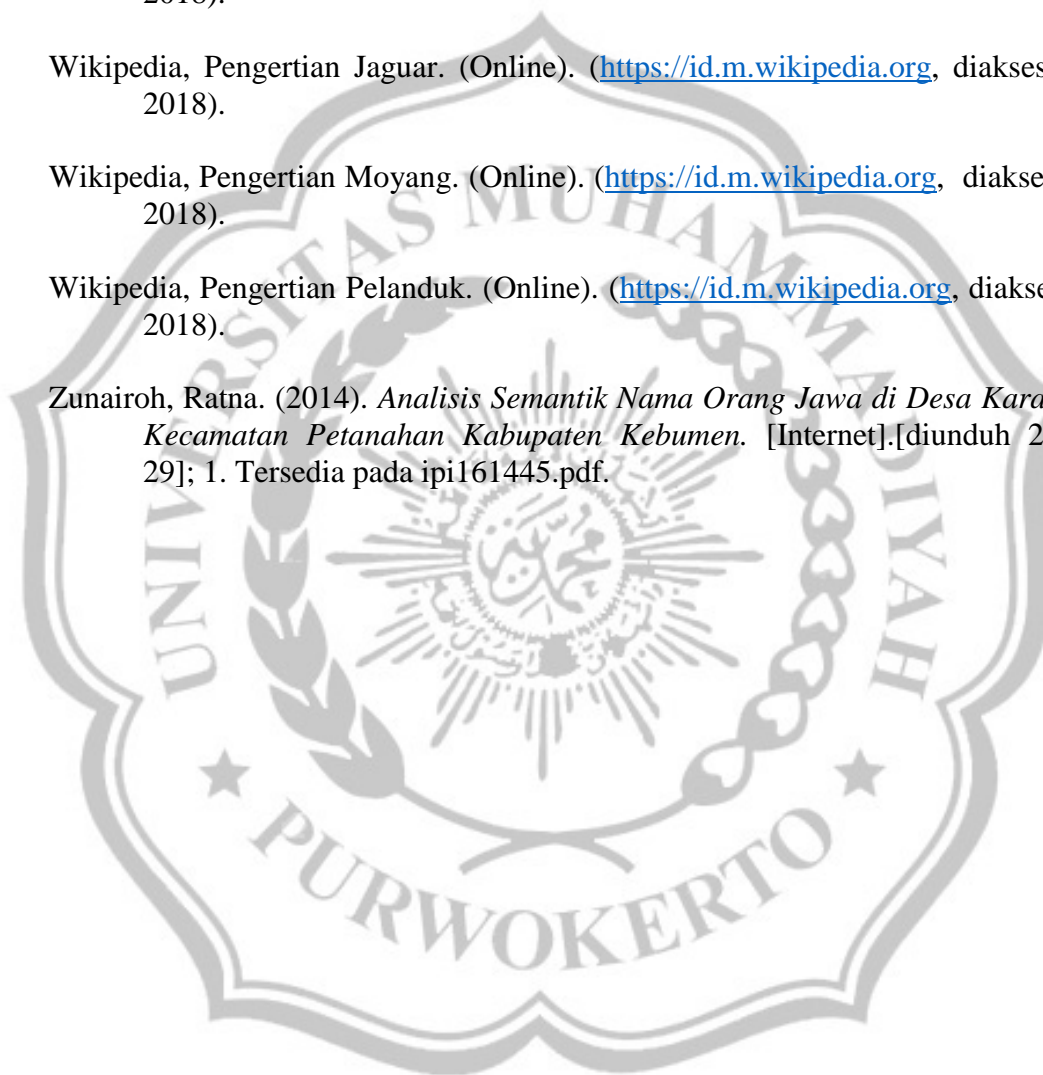 2018).
Wikipedia, Pengertian Jaguar. (Online). (https://id.m.wikipedia.org, diakses
2018).
Wikipedia, Pengertian Moyang. (Online). (https://id.m.wikipedia.org, diakse
2018).
Wikipedia, Pengertian Pelanduk. (Online). (https://id.m.wikipedia.org, diakse
2018).
Zunairoh, Ratna. (2014). Analisis Semantik Nama Orang Jawa di Desa Kara
Kecamatan Petanahan Kabupaten Kebumen. [Internet].[diunduh 2
29]; 1. Tersedia pada ipi161445.pdf.
UNIVERSITAS MUHAMMADIYAH
PURWOKERTO